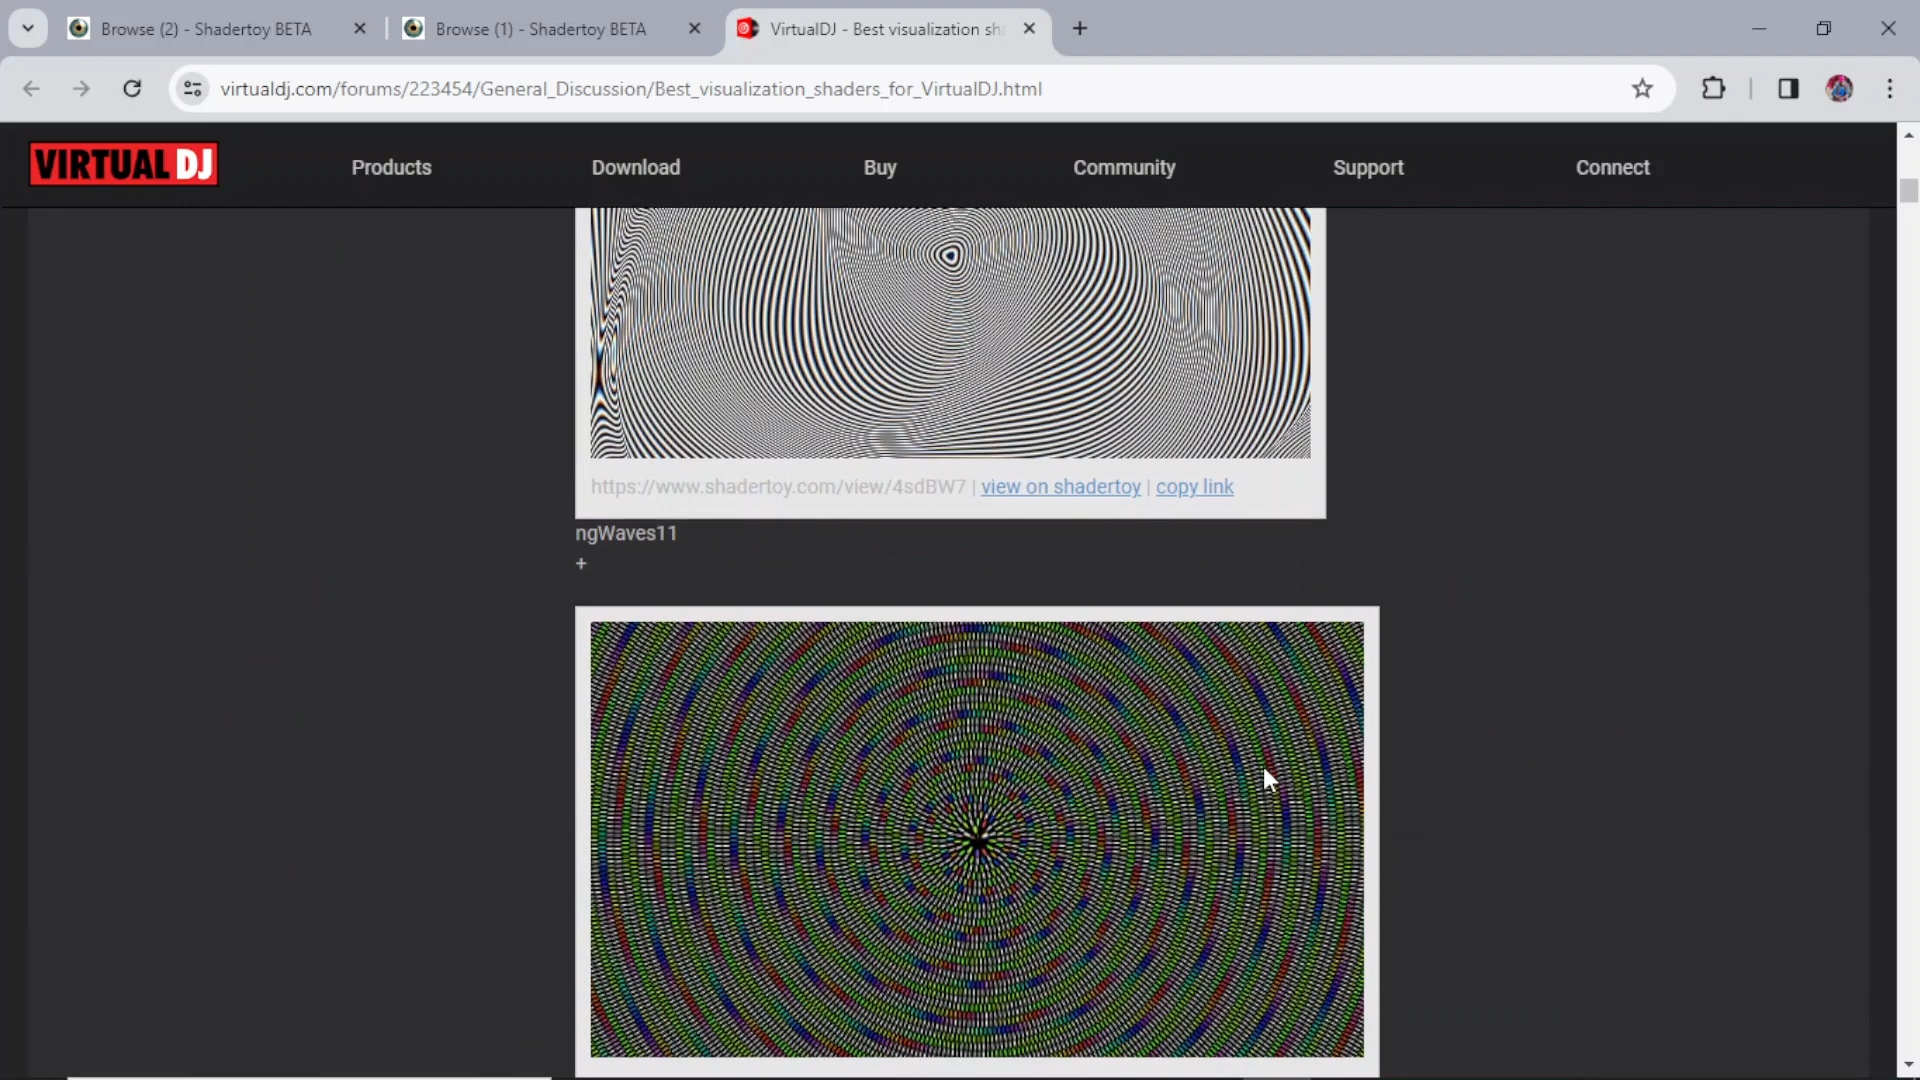 Browse (2) - Shadertoy BETA
Browse (1) - Shadertoy BETA
VirtualDJ - Best visualization sh
virtualdj.com/forums/223454/General_Discussion/Best_visualization_shaders_for_VirtualDJ.html
VIRTUAL DJ
Products
Download
Buy
Community
Support
Connect
https://www.shadertoy.com/view/4sdBW7 | view on shadertoy | copy link
ngWaves11
+